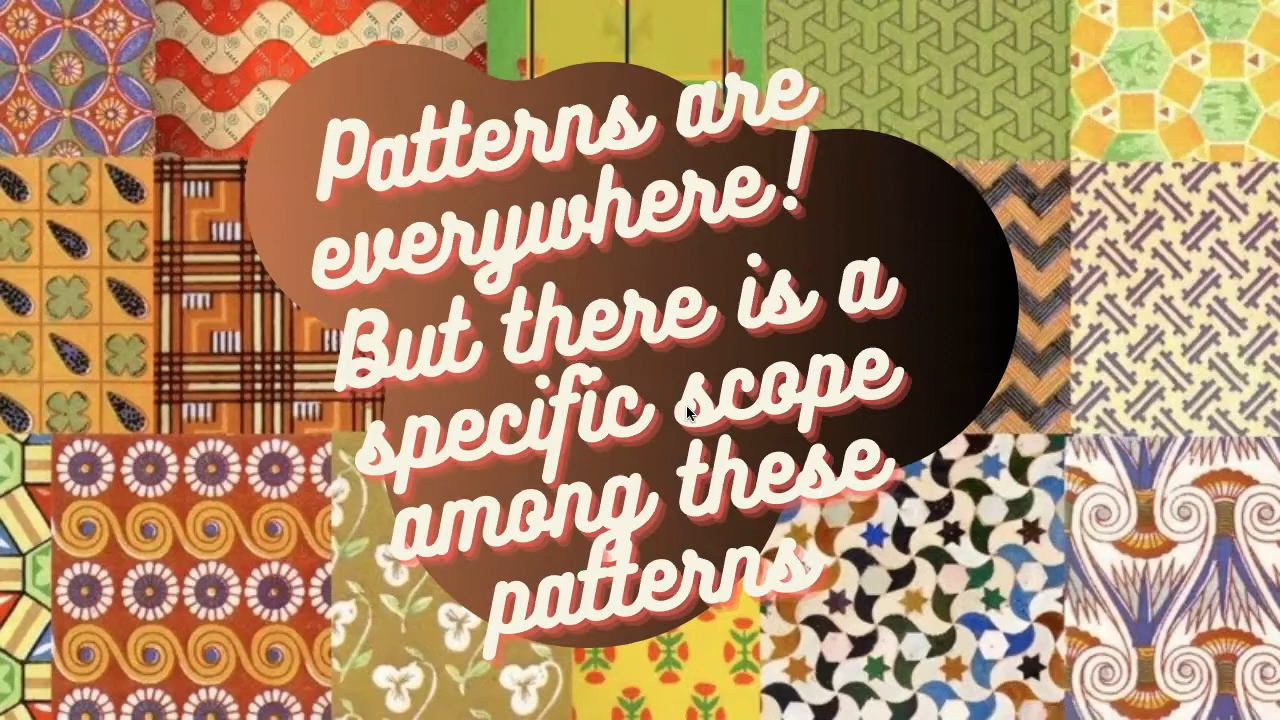 Patterns are
everywhere!
But there is a
specific scope
among these
patterns